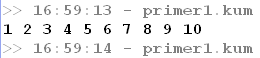 >> 16:59:13 - primer1.kum
1 2 3 4 5 6 7 8 9 10
>> 16:59:14 - primer1.kum